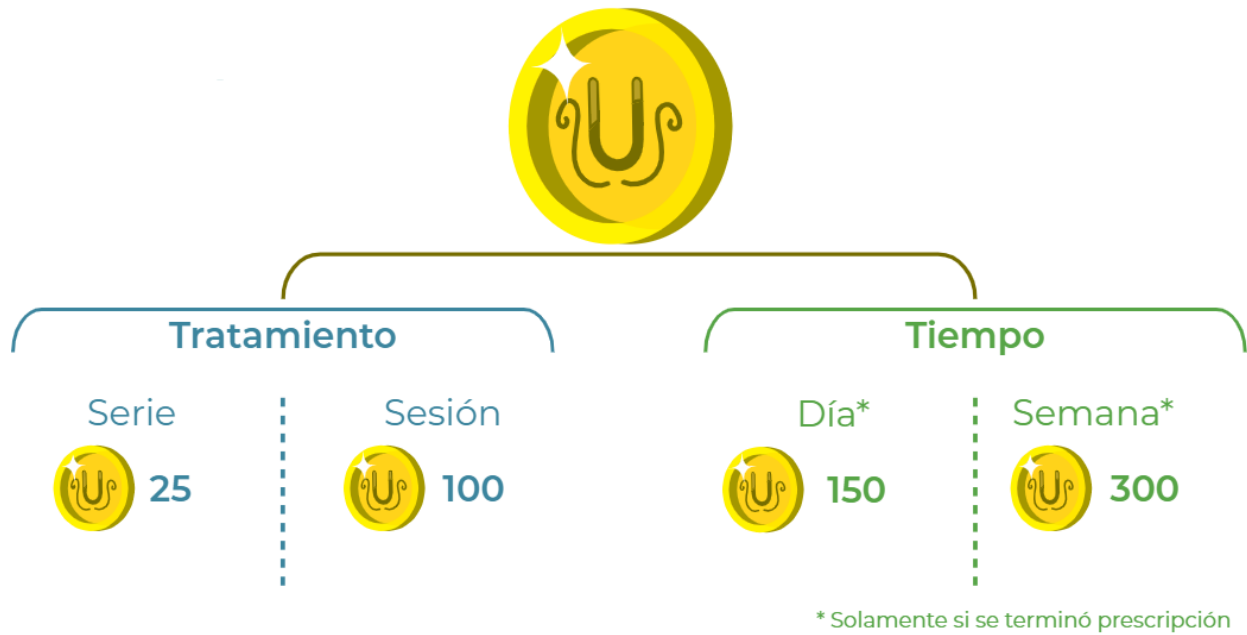 U
Tratamiento
Tiempo
Serie
Sesión
Día*
Semana*
U 25
U 100
U 150
U 300
* Solamente si se terminó prescripción